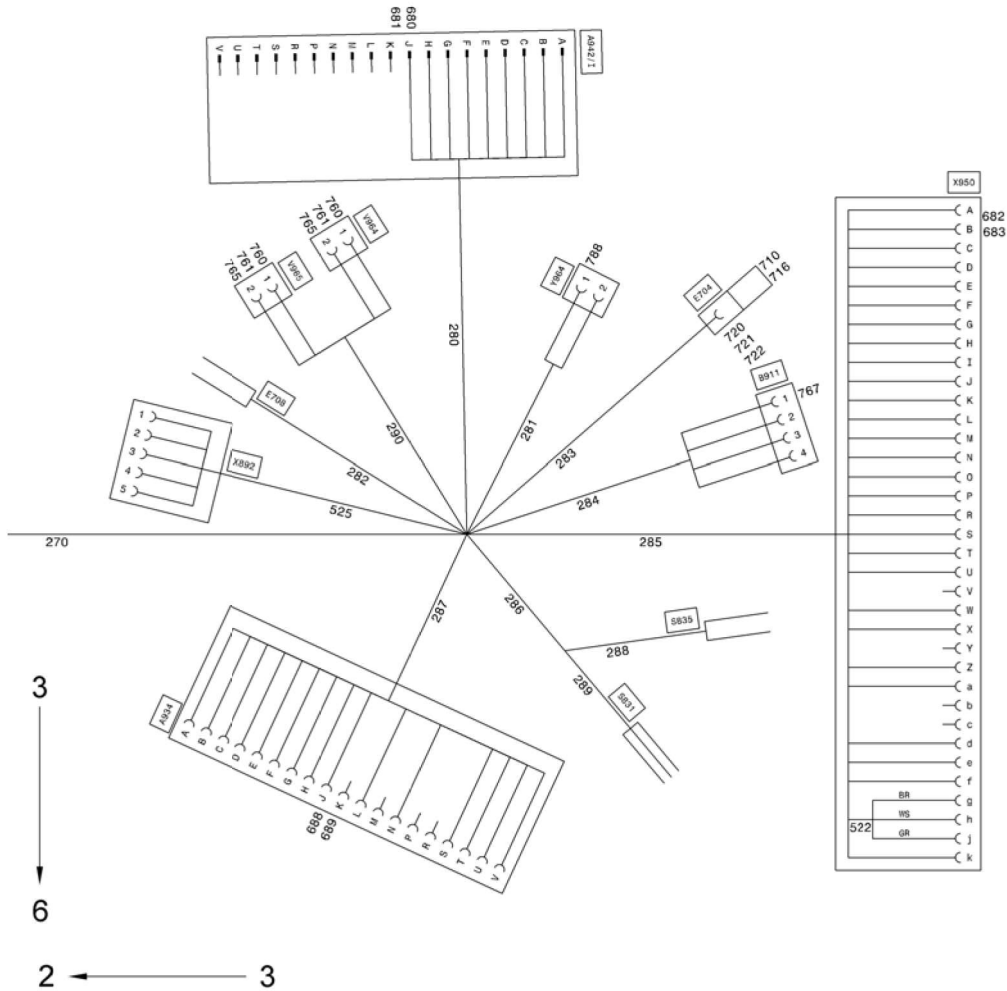 681 680
V U T S R P N M L K J H G F E D C B A
A942/I
X950
A 682
B 683
C
D
E
F
G
H
I
J
K
L
M
N
O
P
R
S
T
U
V
W
X
Y
Z
a
b
c
d
e
f
BR g
522 WS h
GR j
k
760
761
765
1
2
V964
760
761
765
1
2
V965
Y964
788
1 2
E704
710
716
720
721
722
B911
1 767
2
3
4
280
290
281
283
284
E708
282
X892
1
2
3
4
5
525
270
285
287
286
288
S835
289
S831
A934
A B C D E F G H J K L M N P R S T U V
688
689
3
6
2 3